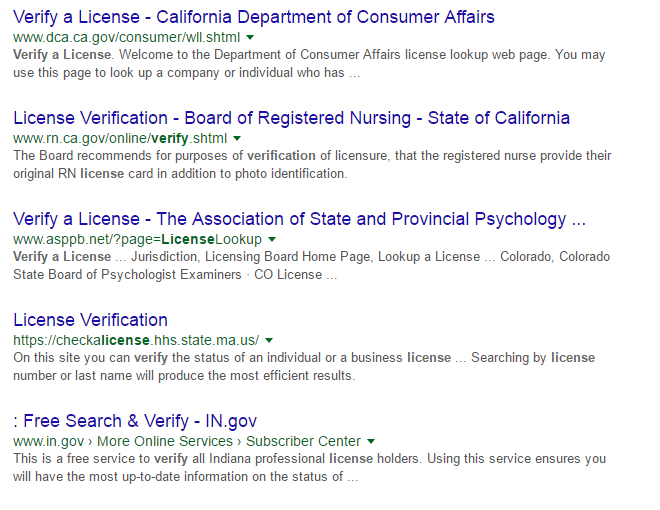 Verify a License - California Department of Consumer Affairs
www.dca.ca.gov/consumer/wll.shtml
Verify a License. Welcome to the Department of Consumer Affairs license lookup web page. You may
use this page to look up a company or individual who has ...
License Verification - Board of Registered Nursing - State of California
www.rn.ca.gov/online/verify.shtml
The Board recommends for purposes of verification of licensure, that the registered nurse provide their
original RN license card in addition to photo identification.
Verify a License - The Association of State and Provincial Psychology ...
www.asppb.net/?page=LicenseLookup
Verify a License ... Jurisdiction, Licensing Board Home Page, Lookup a License ... Colorado, Colorado
State Board of Psychologist Examiners · CO License ...
License Verification
https://checkalicense.hhs.state.ma.us/
On this site you can verify the status of an individual or a business license ... Searching by license
number or last name will produce the most efficient results.
: Free Search & Verify - IN.gov
www.in.gov › More Online Services › Subscriber Center
This is a free service to verify all Indiana professional license holders. Using this service ensures you
will have the most up-to-date information on the status of ...